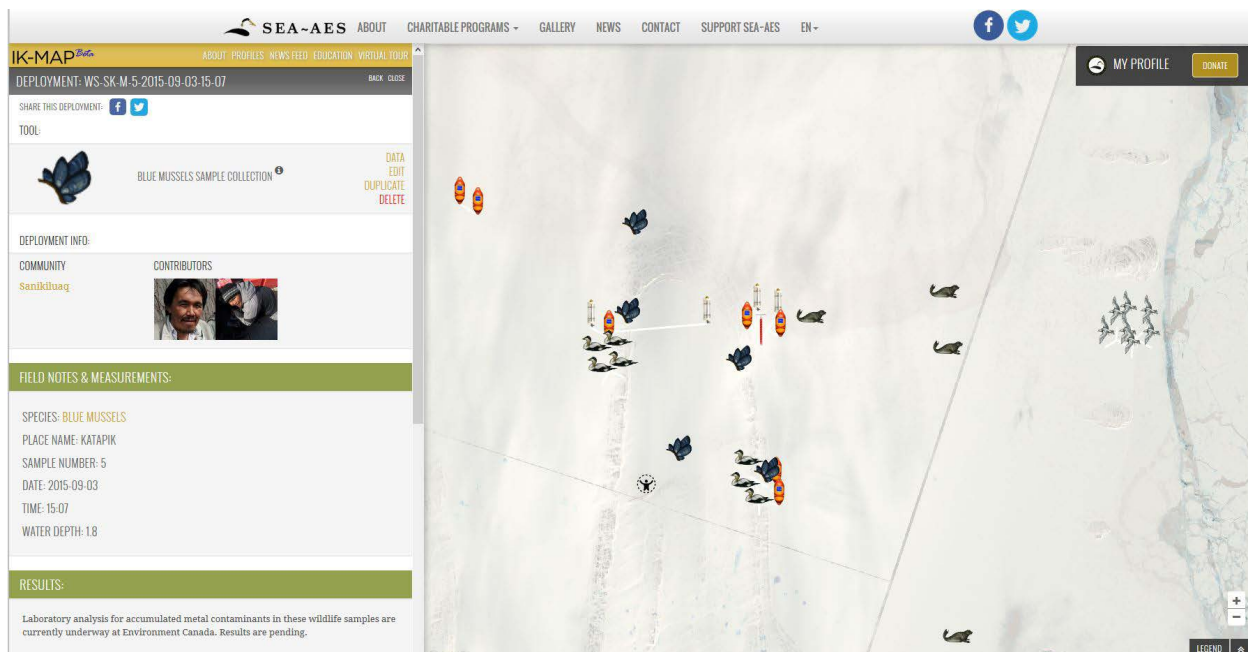 SEA~AES ABOUT CHARITABLE PROGRAMS GALLERY NEWS CONTACT SUPPORT SEA-AES EN
IK-MAP Beta ABOUT PROFILES NEWS FEED EDUCATION VIRTUAL TOUR
MY PROFILE DONATE
DEPLOYMENT: WS-SK-M-5-2015-09-03-15-07 BACK CLOSE
SHARE THIS DEPLOYMENT:
TOOL:
BLUE MUSSELS SAMPLE COLLECTION
DATA
EDIT
DUPLICATE
DELETE
DEPLOYMENT INFO:
COMMUNITY CONTRIBUTORS
Sanikiluaq
FIELD NOTES & MEASUREMENTS:
SPECIES: BLUE MUSSELS
PLACE NAME: KATAPIK
SAMPLE NUMBER: 5
DATE: 2015-09-03
TIME: 15:07
WATER DEPTH: 1.8
RESULTS:
Laboratory analysis for accumulated metal contaminants in these wildlife samples are
currently underway at Environment Canada. Results are pending.
+
−
LEGEND